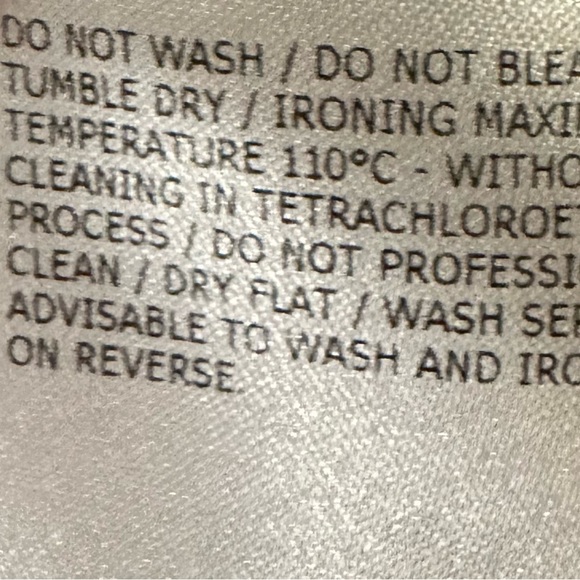 DO NOT WASH / DO NOT BLEA
TUMBLE DRY / IRONING MAXI
TEMPERATURE 110°C - WITHO
CLEANING IN TETRACHLOROE
PROCESS / DO NOT PROFESSI
CLEAN / DRY FLAT / WASH SE
ADVISABLE TO WASH AND IRO
ON REVERSE.